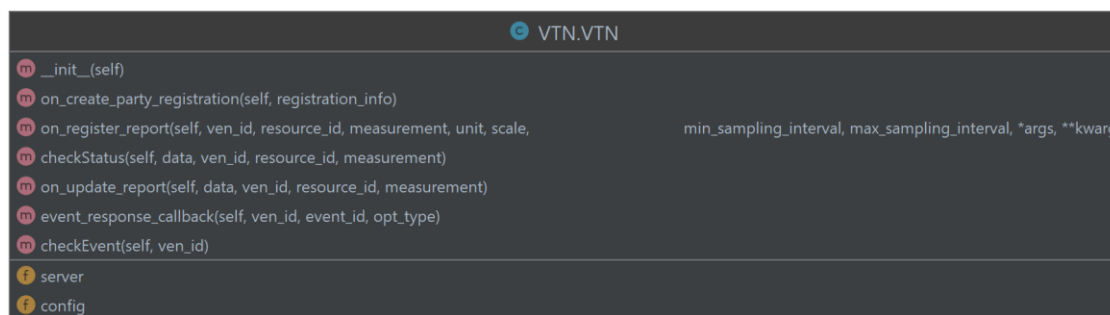 C VTN.VTN
m __init__(self)
m on_create_party_registration(self, registration_info)
m on_register_report(self, ven_id, resource_id, measurement, unit, scale, min_sampling_interval, max_sampling_interval, *args, **kwarg
m checkStatus(self, data, ven_id, resource_id, measurement)
m on_update_report(self, data, ven_id, resource_id, measurement)
m event_response_callback(self, ven_id, event_id, opt_type)
m checkEvent(self, ven_id)
f server
f config